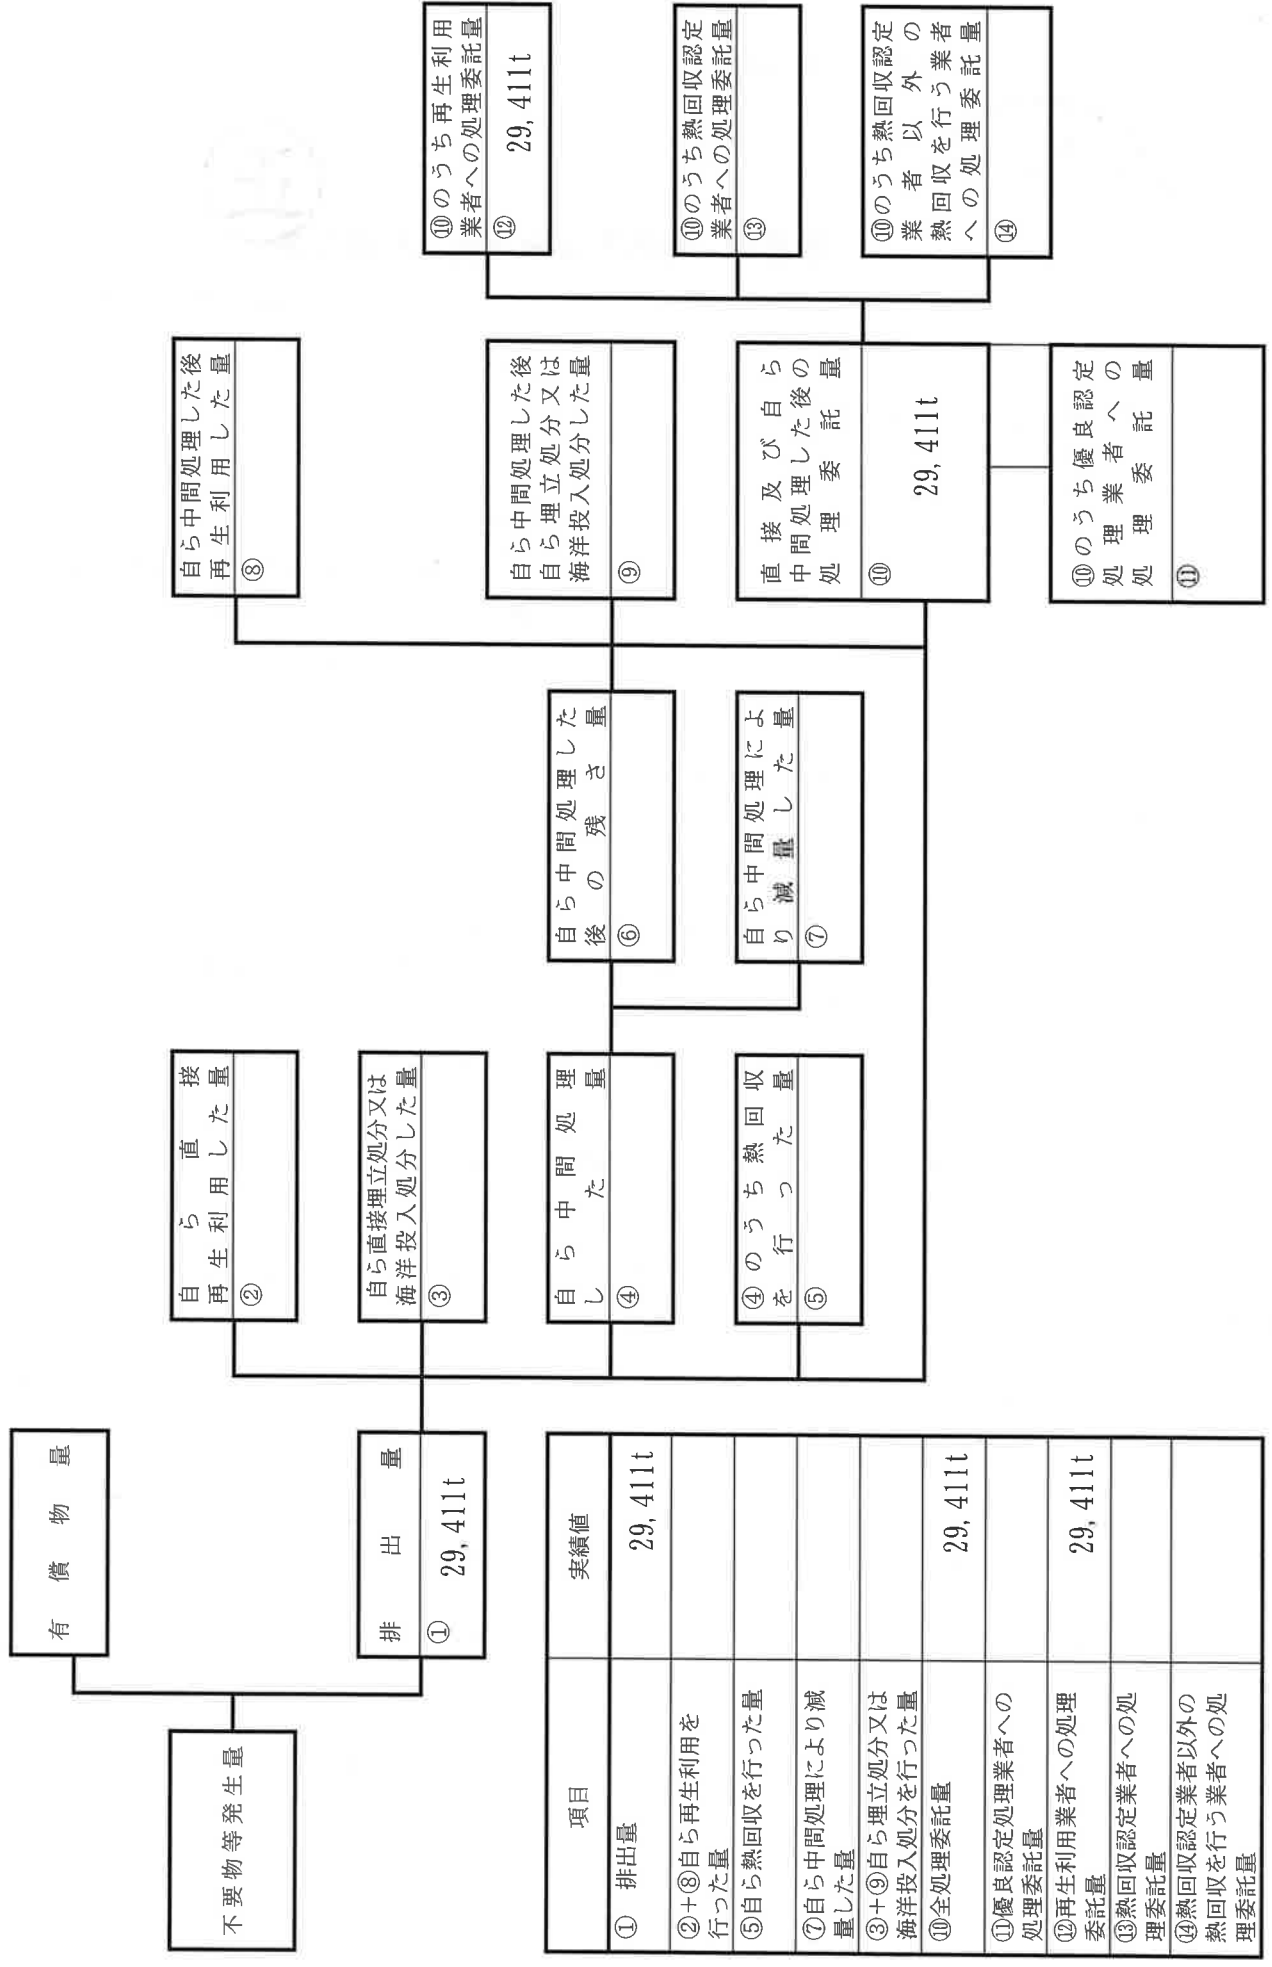 不要物等発生量
有償物量
排出量
① 29,411t
自ら直接
再生利用した量
②
自ら直接埋立処分又は
海洋投入処分した量
③
自ら中間処理
した量
④
④のうち熱回収
を行った量
⑤
自ら中間処理した
後の残さ量
⑥
自ら中間処理によ
り減量した量
⑦
自ら中間処理した後
再生利用した量
⑧
自ら中間処理した後
自ら埋立処分又は
海洋投入処分した量
⑨
直接及び自ら
中間処理した後の
処理委託量
⑩ 29,411t
⑩のうち優良認定
処理業者への
処理委託量
⑪
⑩のうち再生利用
業者への処理委託量
⑫ 29,411t
⑩のうち熱回収認定
業者への処理委託量
⑬
⑩のうち熱回収認定
業者以外の
熱回収を行う業者
への処理委託量
⑭
項目 実績値
① 排出量 29,411t
②+⑧自ら再生利用を
行った量
⑤自ら熱回収を行った量
⑦自ら中間処理により減
量した量
③+⑨自ら埋立処分又は
海洋投入処分を行った量
⑩全処理委託量 29,411t
⑪優良認定処理業者への
処理委託量
⑫再生利用業者への処理
委託量 29,411t
⑬熱回収認定業者への処
理委託量
⑭熱回収認定業者以外の
熱回収を行う業者への処
理委託量